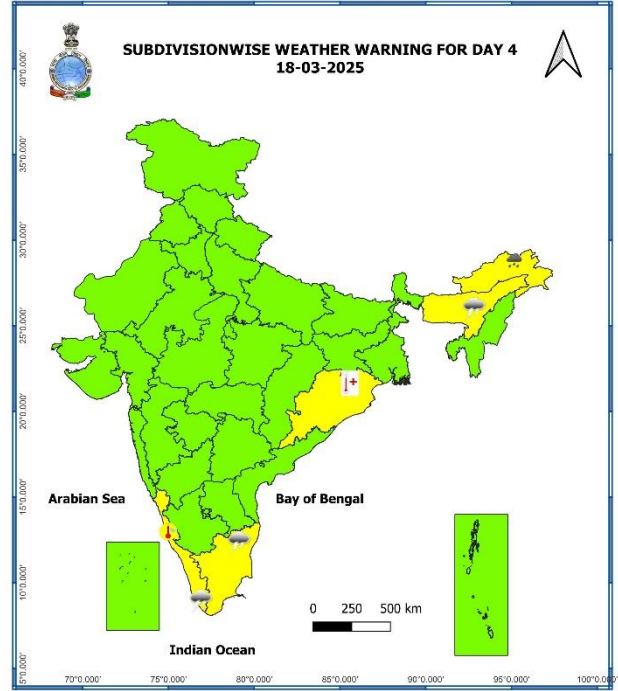 SUBDIVISIONWISE WEATHER WARNING FOR DAY 4
18-03-2025
40°0.000'
35°0.000'
30°0.000'
25°0.000'
20°0.000'
15°0.000'
10°0.000'
5°0.000'
Arabian Sea
Bay of Bengal
0 250 500 km
Indian Ocean
70°0.000' 75°0.000' 80°0.000' 85°0.000' 90°0.000' 95°0.000' 100°0.000'